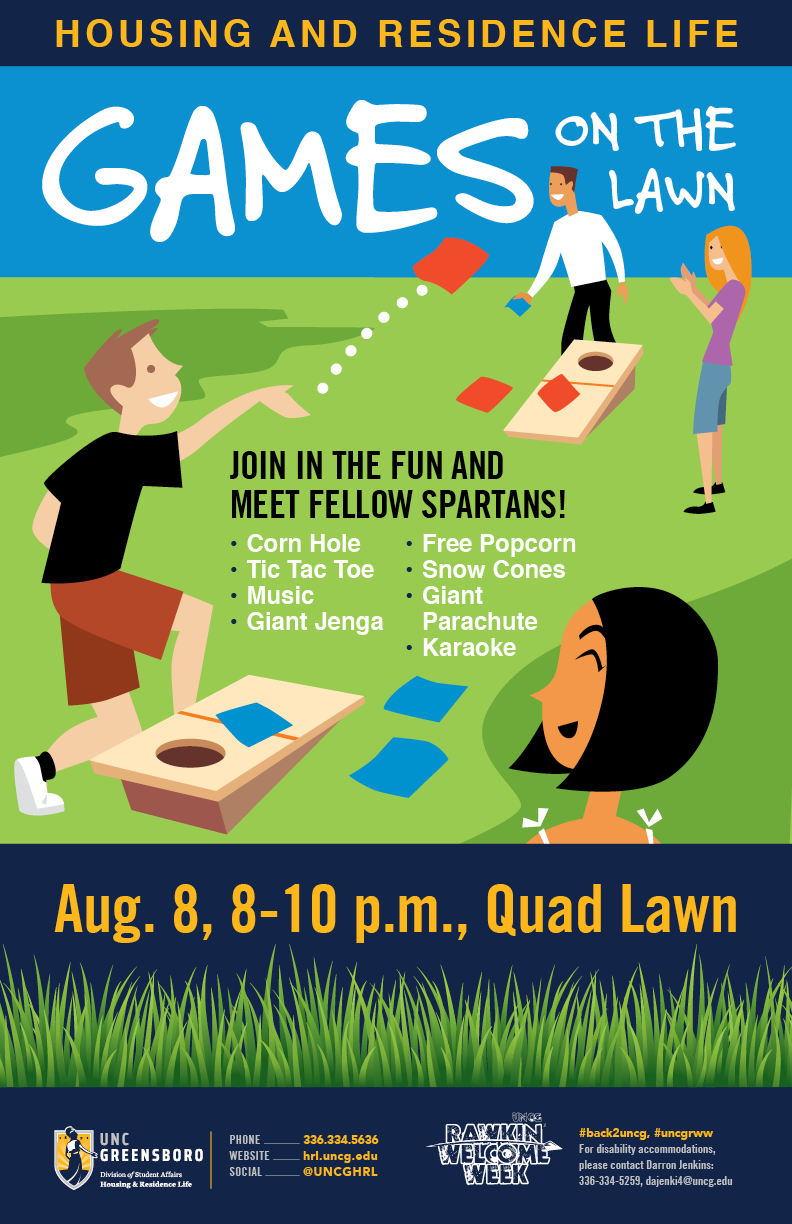 HOUSING AND RESIDENCE LIFE
GAMES ON THE
LAWN
JOIN IN THE FUN AND
MEET FELLOW SPARTANS!
• Corn Hole
• Tic Tac Toe
• Music
• Giant Jenga
• Free Popcorn
• Snow Cones
• Giant
Parachute
• Karaoke
Aug. 8, 8-10 p.m., Quad Lawn
UNC
GREENSBORO
Division of Student Affairs
Housing & Residence Life
PHONE 336.334.5636
WEBSITE hrl.uncg.edu
SOCIAL @UNCGHRL
UNCG
RAWKIN
WELCOME
WEEK
#back2uncg, #uncgrww
For disability accommodations,
please contact Darron Jenkins:
336-334-5259, dajenki4@uncg.edu